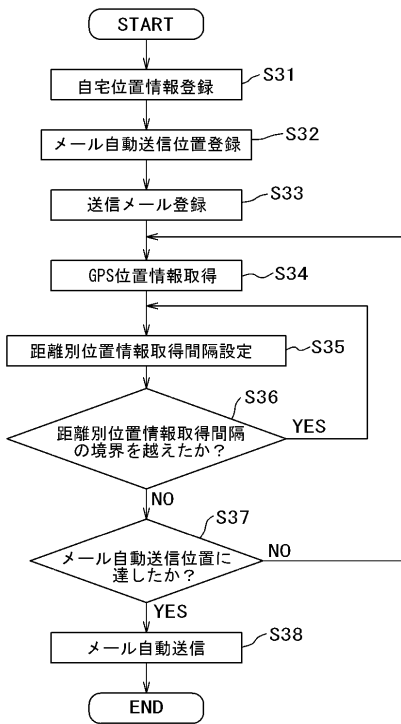 START
自宅位置情報登録
S31
メール自動送信位置登録
S32
送信メール登録
S33
GPS位置情報取得
S34
距離別位置情報取得間隔設定
S35
距離別位置情報取得間隔
の境界を越えたか?
S36
YES
NO
メール自動送信位置に
達したか?
S37
NO
YES
メール自動送信
S38
END